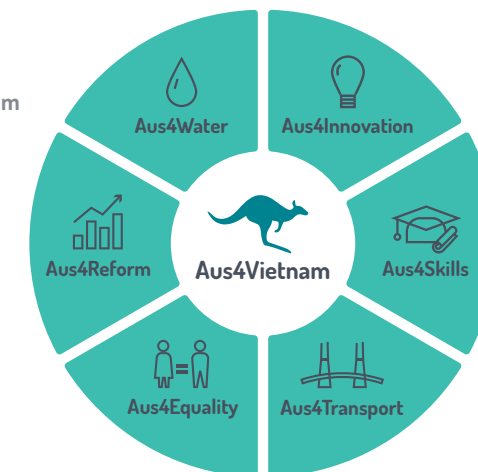 m
Aus4Water
Aus4Innovation
Aus4Reform
Aus4Vietnam
Aus4Skills
Aus4Equality
Aus4Transport